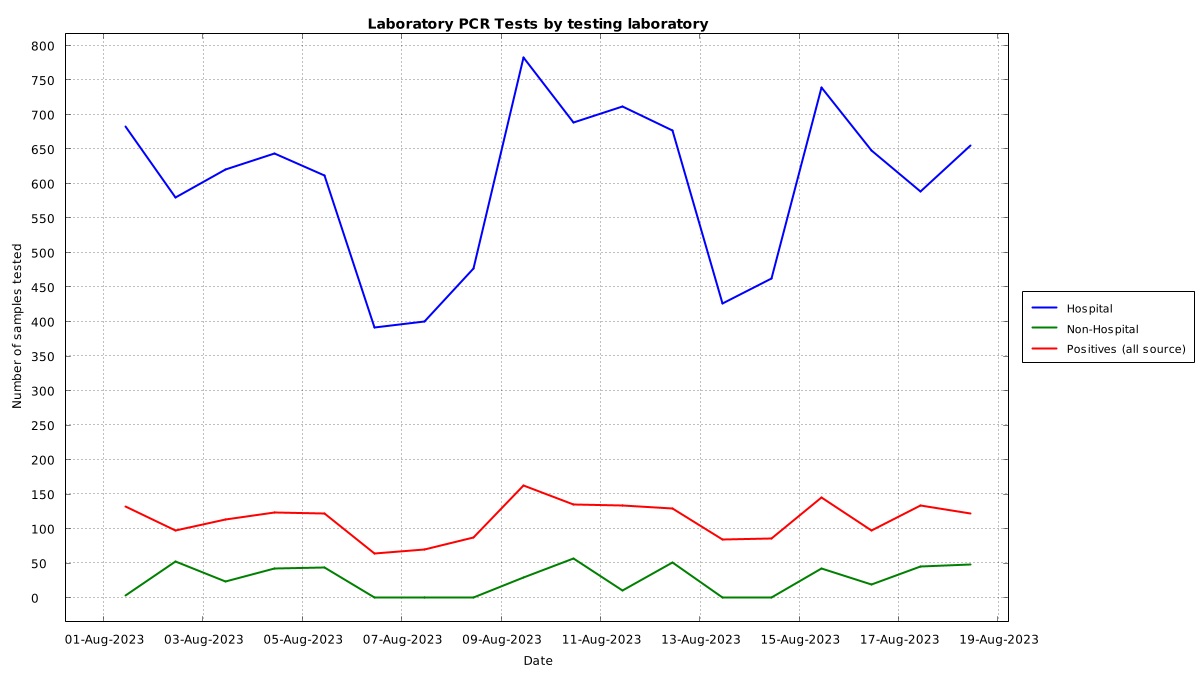 Laboratory PCR Tests by testing laboratory
800
750
700
650
600
550
500
450
400
350
300
250
200
150
100
50
0
Number of samples tested
01-Aug-2023 03-Aug-2023 05-Aug-2023 07-Aug-2023 09-Aug-2023 11-Aug-2023 13-Aug-2023 15-Aug-2023 17-Aug-2023 19-Aug-2023
Date
Hospital
Non-Hospital
Positives (all source)